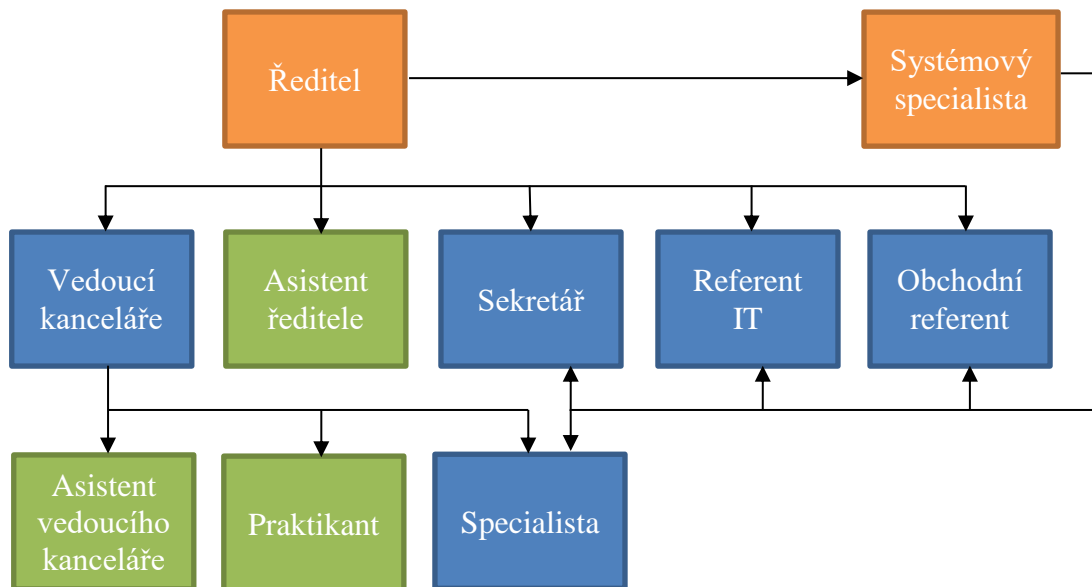 Ředitel
Systémový
specialista
Vedoucí
kanceláře
Asistent
ředitele
Sekretář
Referent
IT
Obchodní
referent
Asistent
vedoucího
kanceláře
Praktikant
Specialista